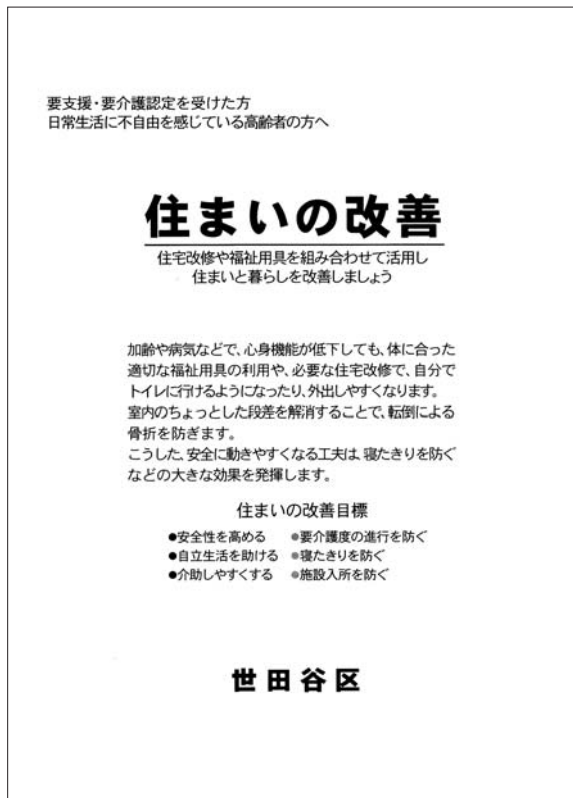 要支援・要介護認定を受けた方
日常生活に不自由を感じている高齢者の方へ
住まいの改善
住宅改修や福祉用具を組み合わせて活用し
住まいと暮らしを改善しましょう
加齢や病気などで、心身機能が低下しても、体に合った
適切な福祉用具の利用や、必要な住宅改修で、自分で
トイレに行けるようになったり、外出しやすくなります。
室内のちょっとした段差を解消することで、転倒による
骨折を防ぎます。
こうした、安全に動きやすくなる工夫は、寝たきりを防ぐ
などの大きな効果を発揮します。
住まいの改善目標
●安全性を高める ●要介護度の進行を防ぐ
●自立生活を助ける ●寝たきりを防ぐ
●介助しやすくする ●施設入所を防ぐ
世田谷区